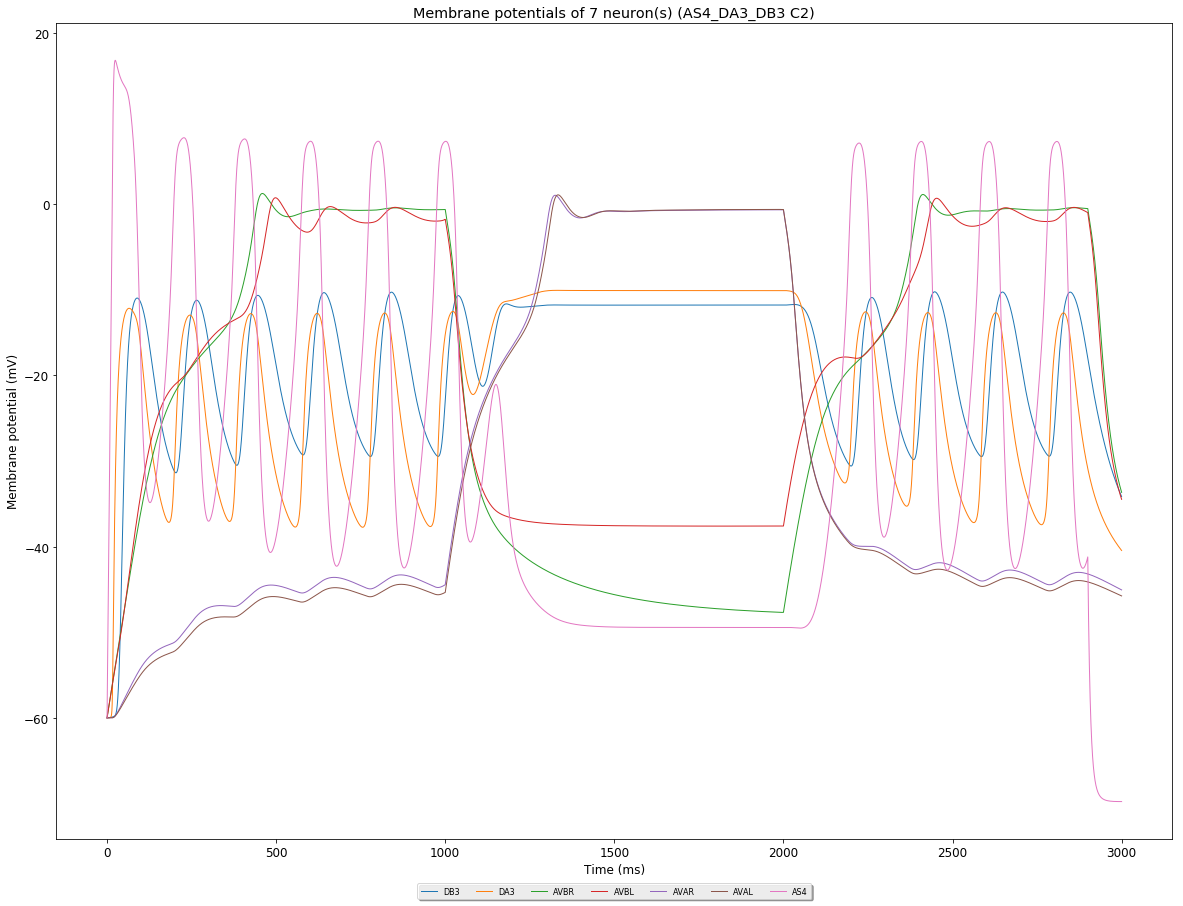 Membrane potentials of 7 neuron(s) (AS4_DA3_DB3 C2)
20
0
−20
−40
−60
Membrane potential (mV)
0 500 1000 1500 2000 2500 3000
Time (ms)
DB3 DA3 AVBR AVBL AVAR AVAL AS4